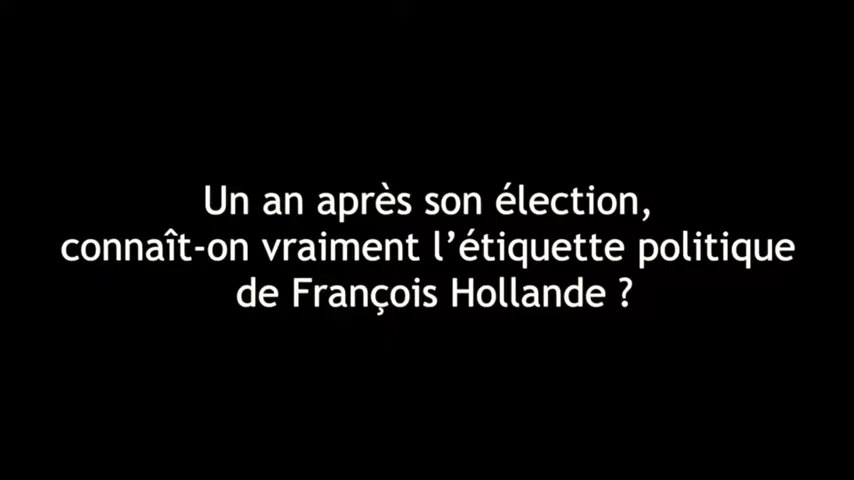 Un an après son élection,
connaît-on vraiment l’étiquette politique
de François Hollande ?